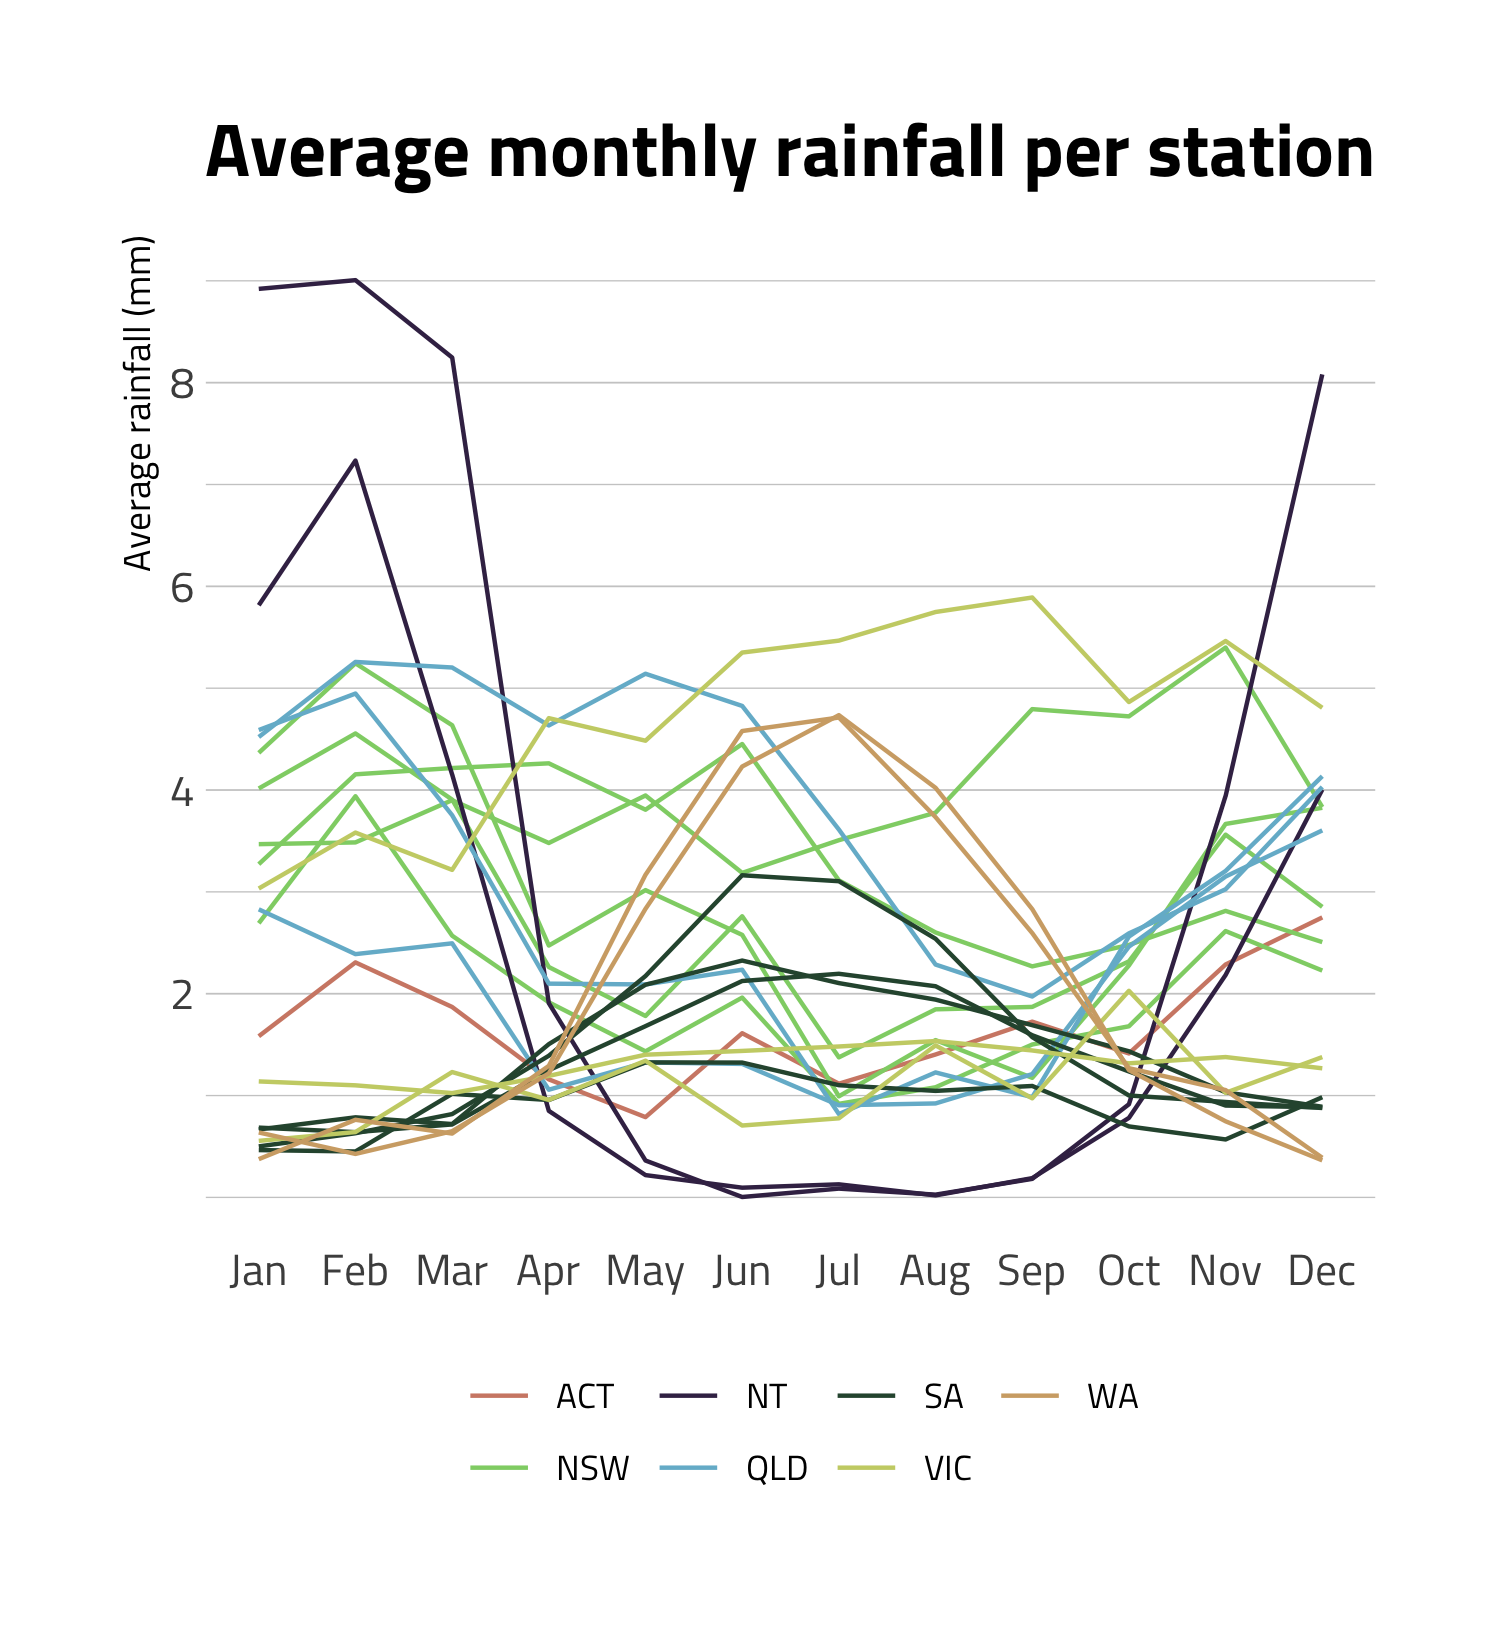 Average monthly rainfall per station
Average rainfall (mm)
8
6
4
2
Jan Feb Mar Apr May Jun Jul Aug Sep Oct Nov Dec
ACT NT SA WA
NSW QLD VIC